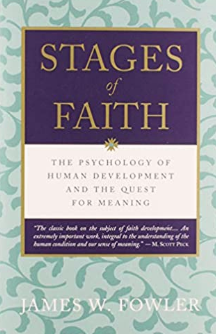 STAGES
of
FAITH
THE PSYCHOLOGY OF
HUMAN DEVELOPMENT
AND THE QUEST
FOR MEANING
"The classic book on the subject of faith development... An
extremely important work, integral to the understanding of the
human condition and our sense of meaning." — M. SCOTT PECK
JAMES W. FOWLER